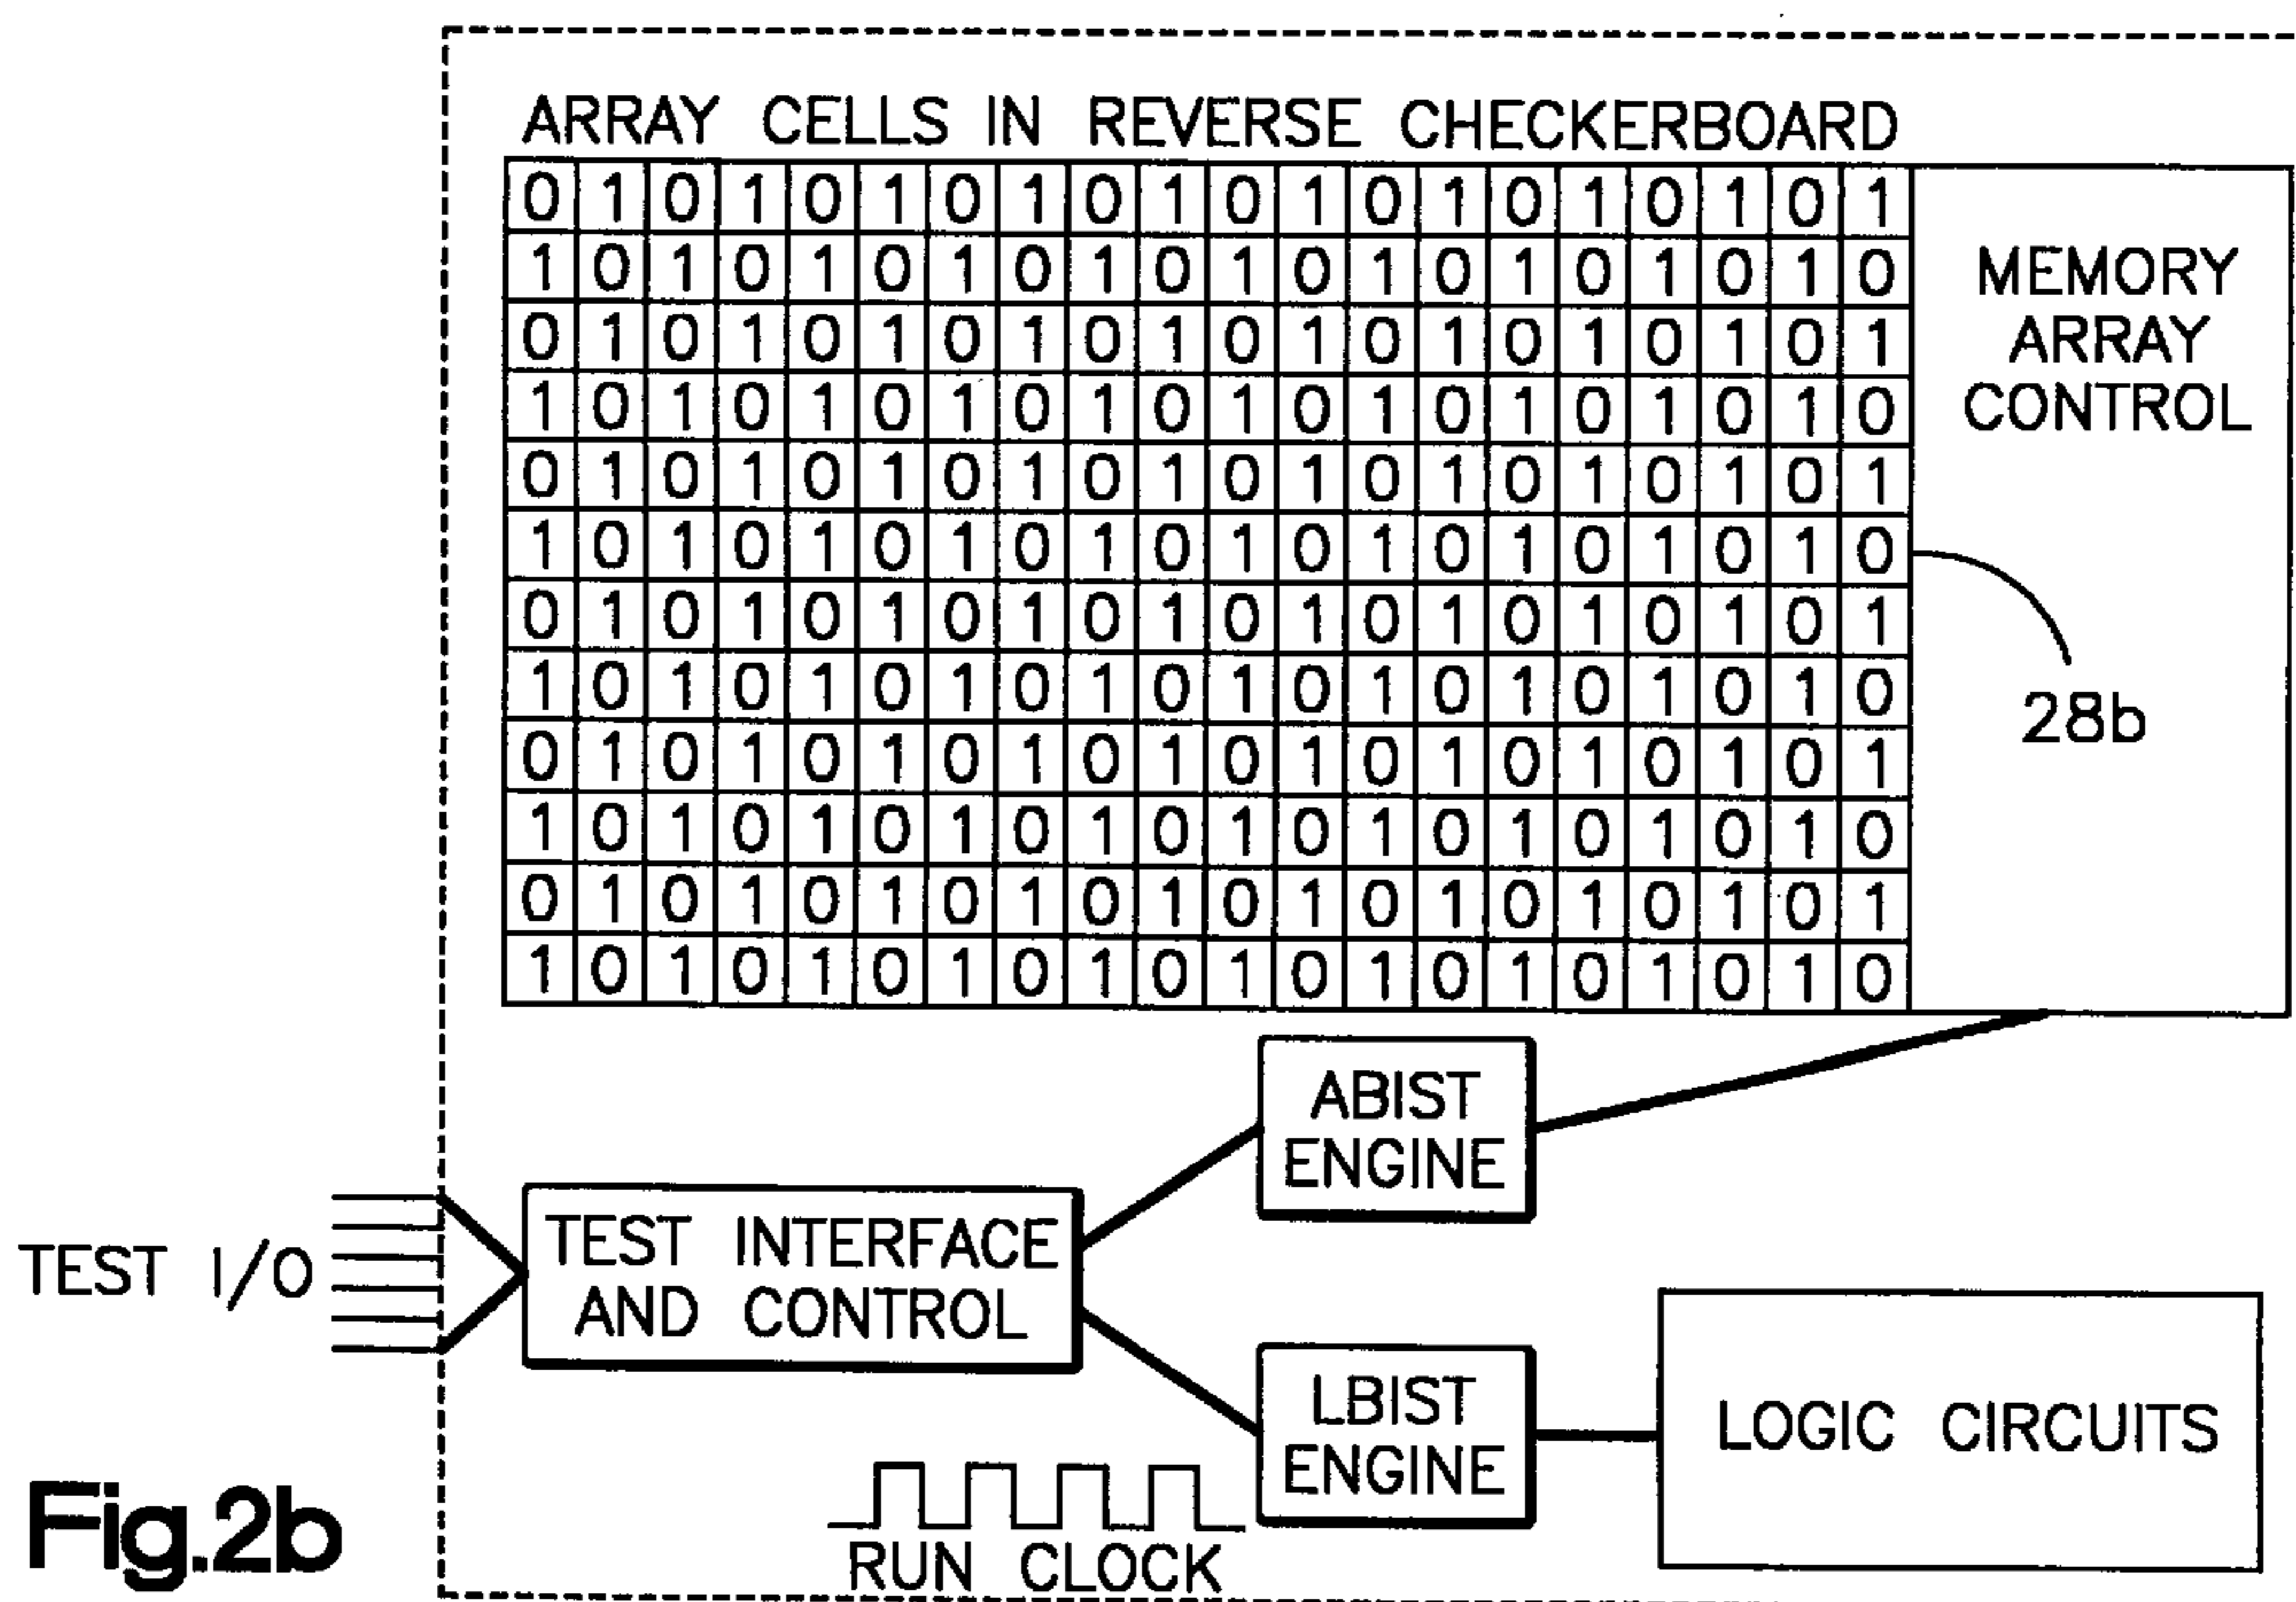 ARRAY CELLS IN REVERSE CHECKERBOARD
0 1 0 1 0 1 0 1 0 1 0 1 0 1 0 1 0 1 0 1
1 0 1 0 1 0 1 0 1 0 1 0 1 0 1 0 1 0 1 0
0 1 0 1 0 1 0 1 0 1 0 1 0 1 0 1 0 1 0 1
1 0 1 0 1 0 1 0 1 0 1 0 1 0 1 0 1 0 1 0
0 1 0 1 0 1 0 1 0 1 0 1 0 1 0 1 0 1 0 1
1 0 1 0 1 0 1 0 1 0 1 0 1 0 1 0 1 0 1 0
0 1 0 1 0 1 0 1 0 1 0 1 0 1 0 1 0 1 0 1
1 0 1 0 1 0 1 0 1 0 1 0 1 0 1 0 1 0 1 0
0 1 0 1 0 1 0 1 0 1 0 1 0 1 0 1 0 1 0 1
1 0 1 0 1 0 1 0 1 0 1 0 1 0 1 0 1 0 1 0
0 1 0 1 0 1 0 1 0 1 0 1 0 1 0 1 0 1 0 1
1 0 1 0 1 0 1 0 1 0 1 0 1 0 1 0 1 0 1 0
MEMORY
ARRAY
CONTROL
28b
ABIST
ENGINE
TEST I/O
TEST INTERFACE
AND CONTROL
LBIST
ENGINE
LOGIC CIRCUITS
RUN CLOCK
Fig.2b